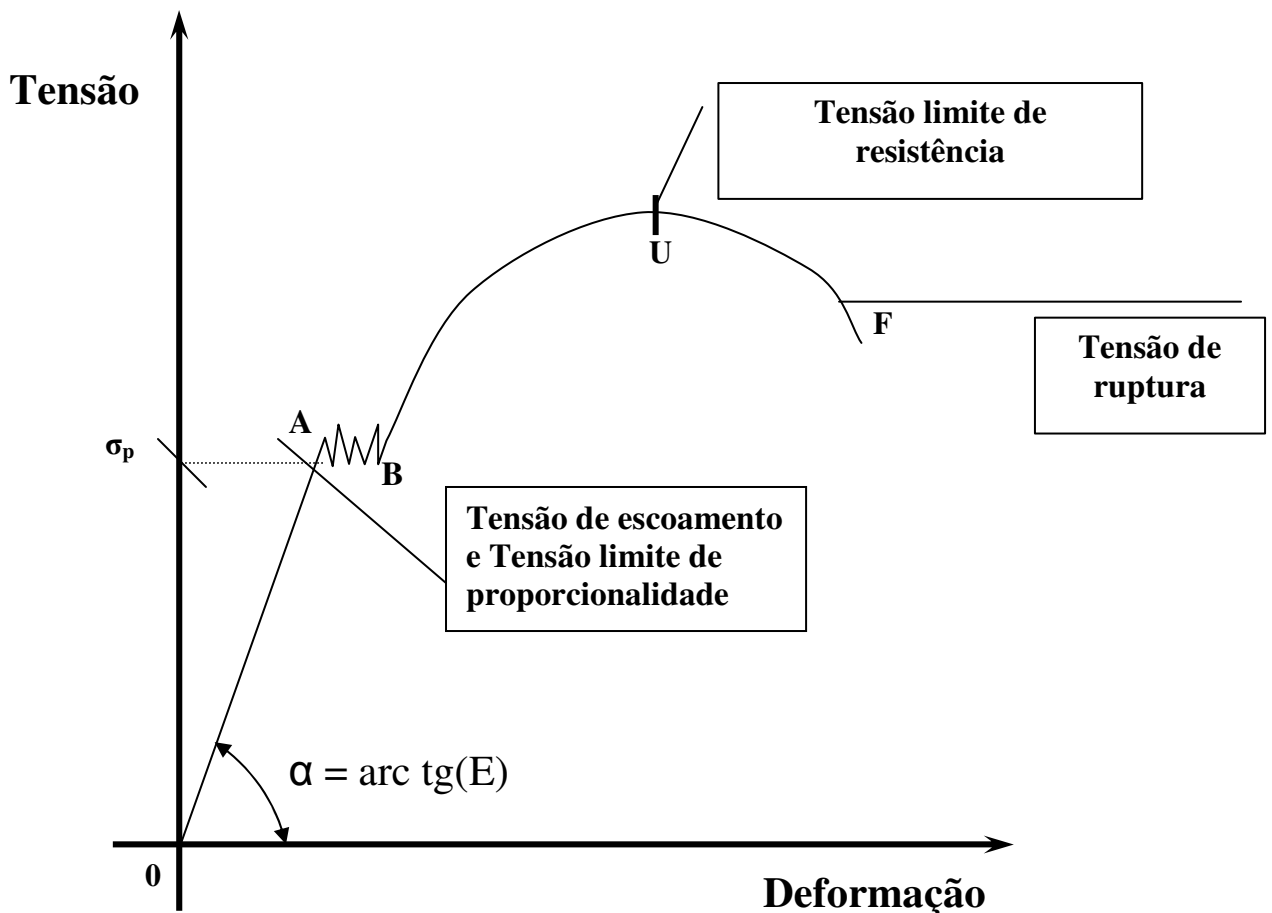 Tensão
Tensão limite de
resistência
U
F
Tensão de
ruptura
A
σp
B
Tensão de escoamento
e Tensão limite de
proporcionalidade
α = arc tg(E)
0
Deformação